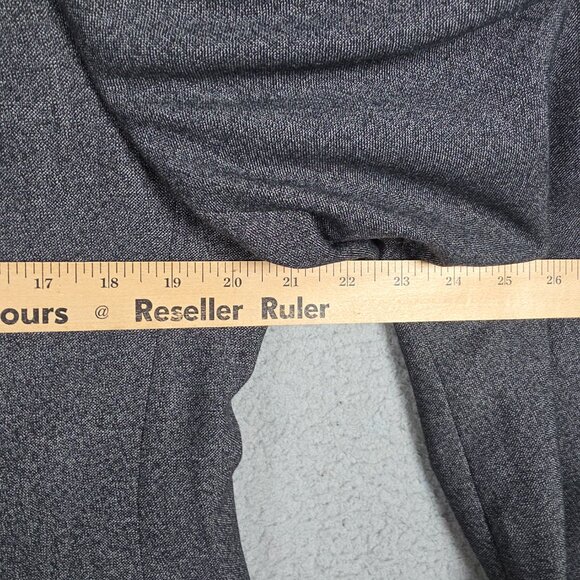 17 18 19 20 21 22 23 24 25 26
ours @ Reseller Ruler